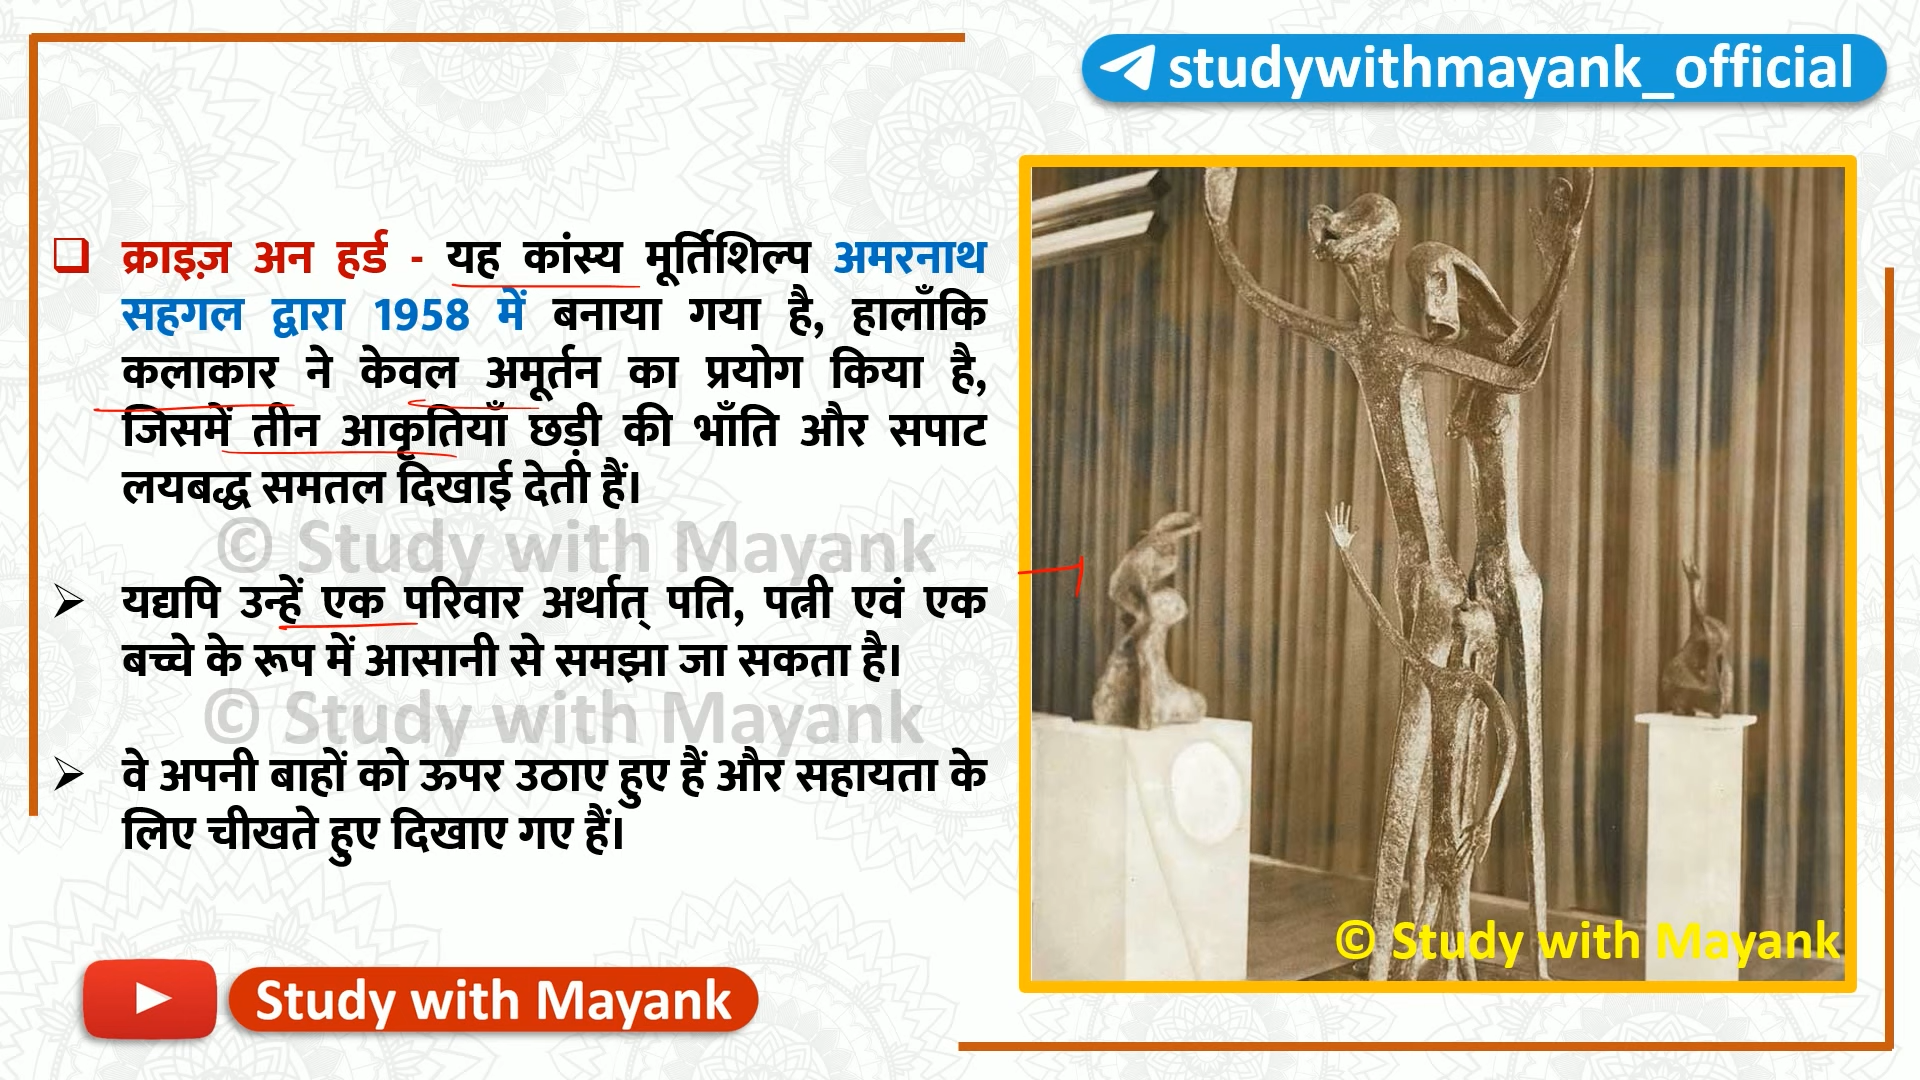 studywithmayank_official
❑ क्राइज़ अन हर्ड - यह कांस्य मूर्तिशिल्प अमरनाथ
सहगल द्वारा 1958 में बनाया गया है, हालाँकि
कलाकार ने केवल अमूर्तन का प्रयोग किया है,
जिसमें तीन आकृतियाँ छड़ी की भाँति और सपाट
लयबद्ध समतल दिखाई देती हैं।
© Study with Mayank
➢ यद्यपि उन्हें एक परिवार अर्थात् पति, पत्नी एवं एक
बच्चे के रूप में आसानी से समझा जा सकता है।
© Study with Mayank
➢ वे अपनी बाहों को ऊपर उठाए हुए हैं और सहायता के
लिए चीखते हुए दिखाए गए हैं।
© Study with Mayank
Study with Mayank